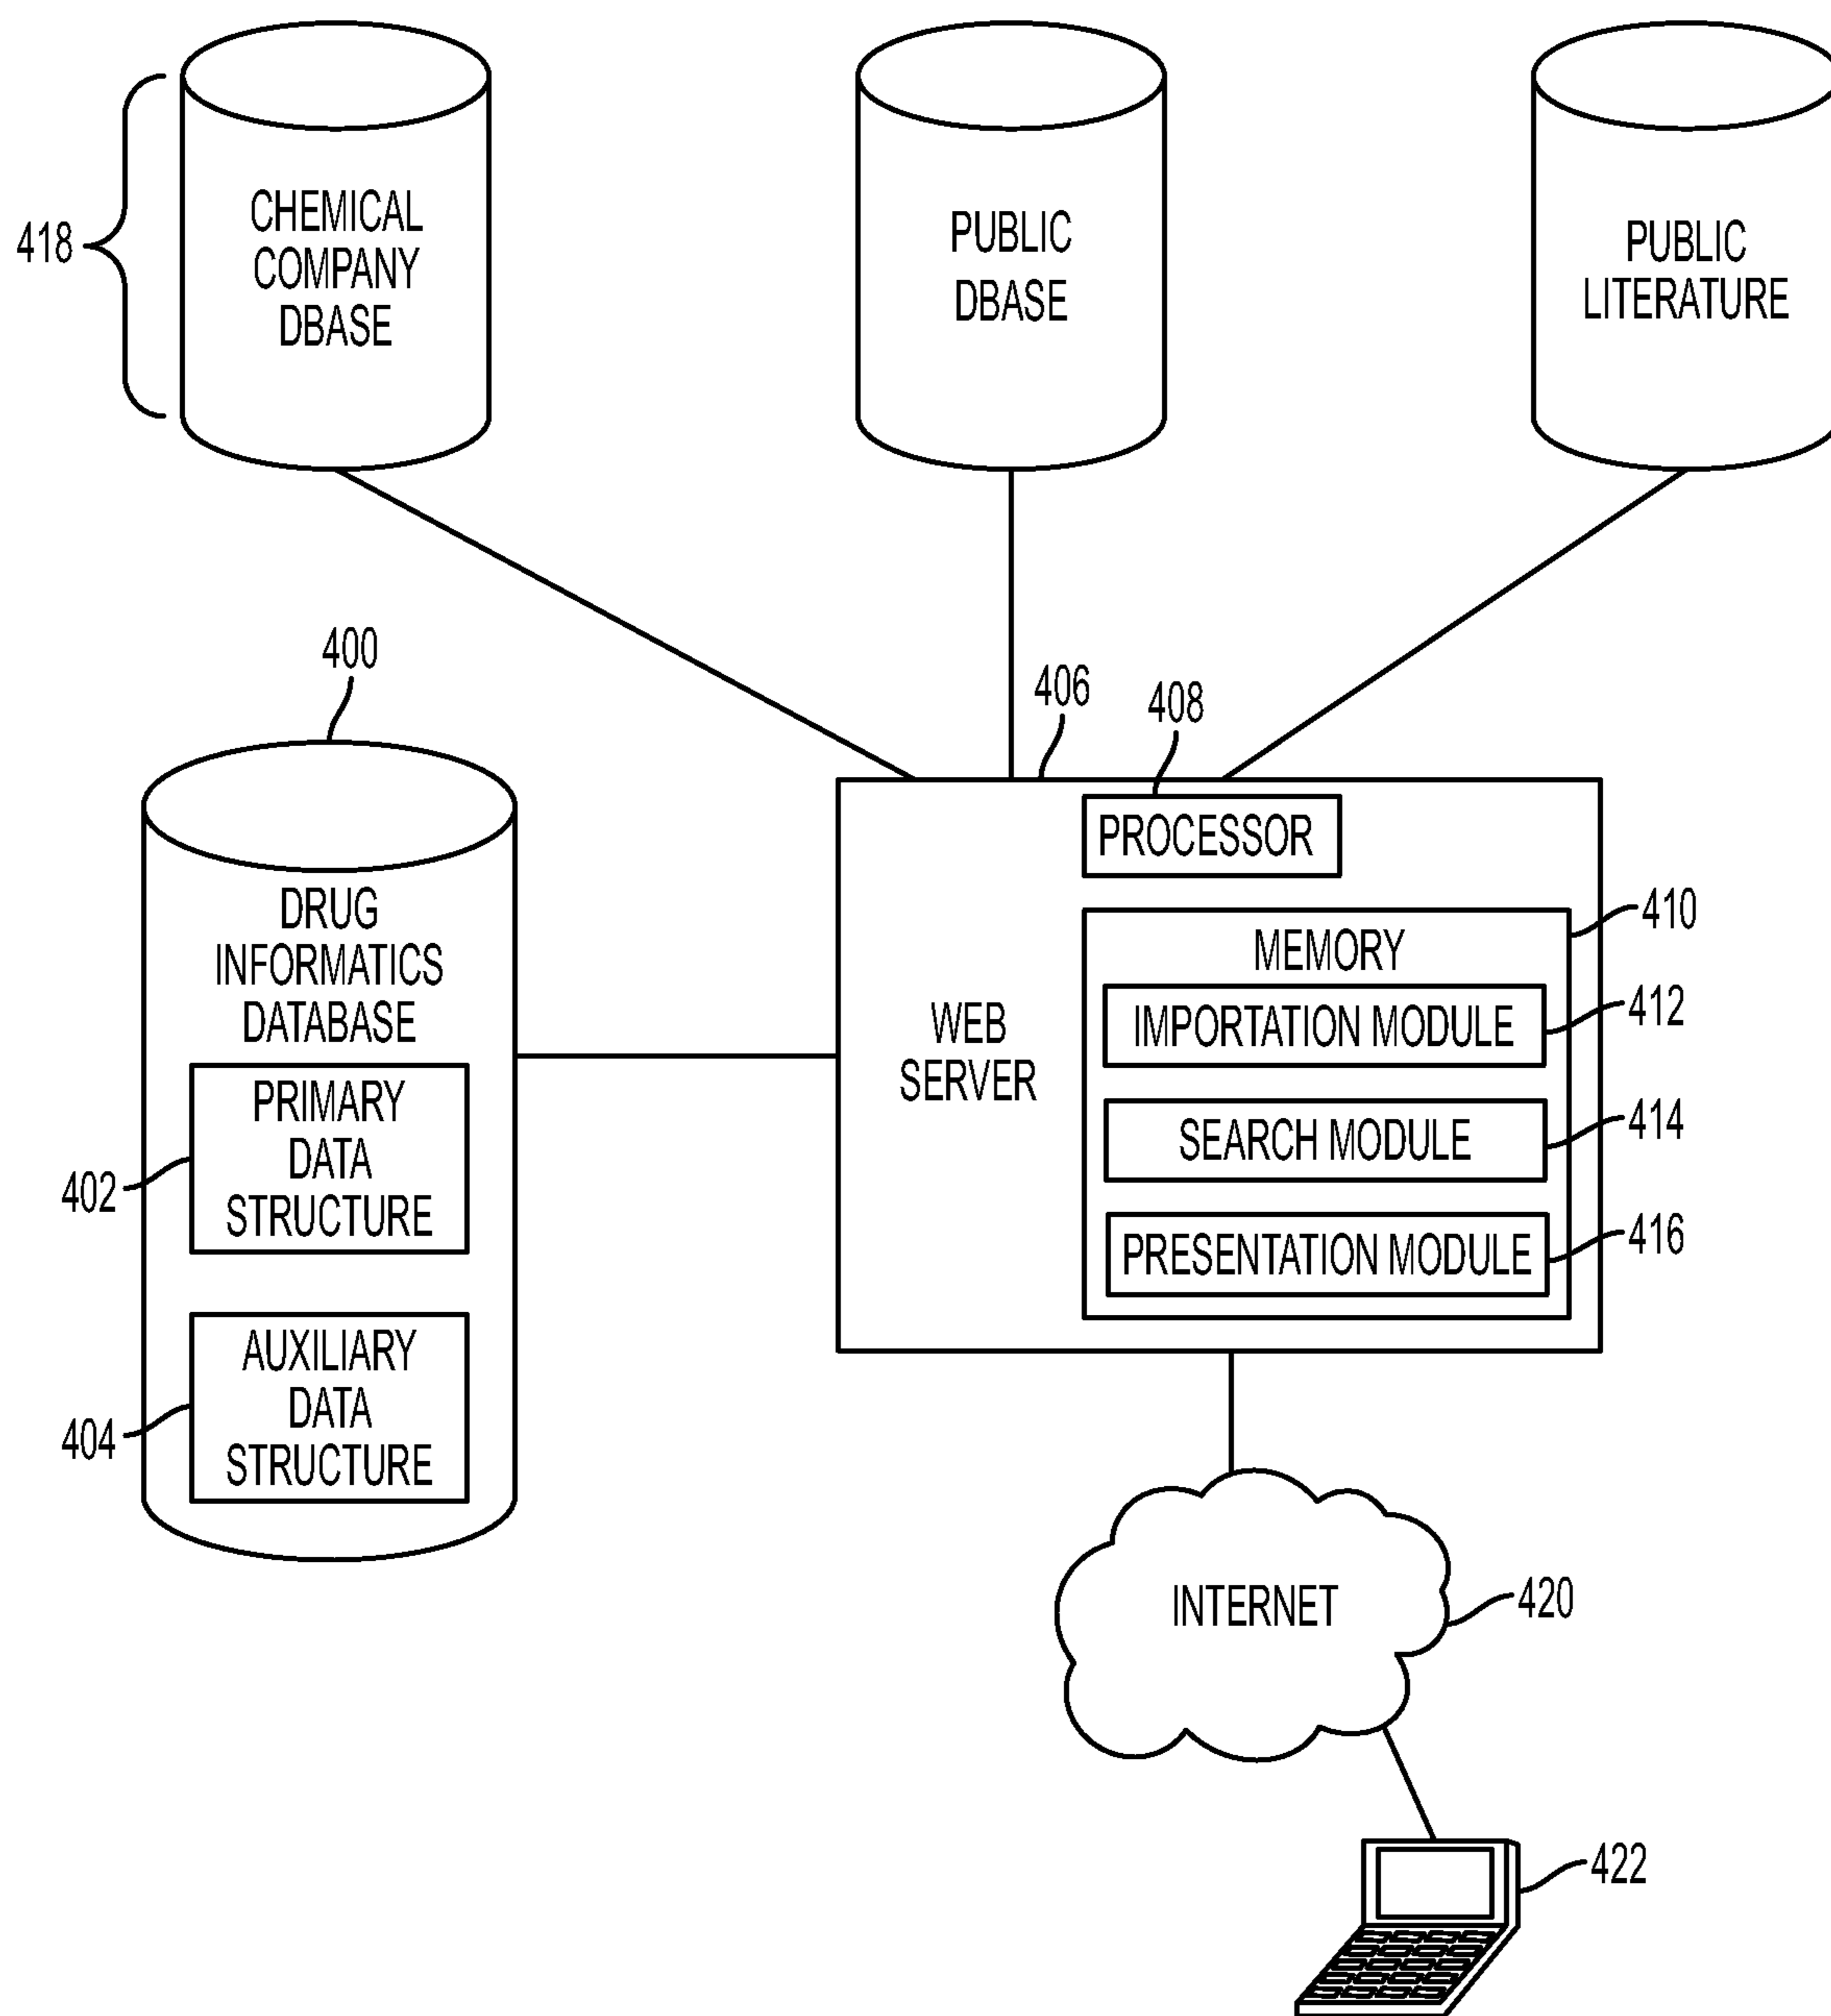 418
CHEMICAL
COMPANY
DBASE
PUBLIC
DBASE
PUBLIC
LITERATURE
400
DRUG
INFORMATICS
DATABASE
PRIMARY
DATA
STRUCTURE
402
AUXILIARY
DATA
STRUCTURE
404
406
408
PROCESSOR
WEB
SERVER
MEMORY
410
IMPORTATION MODULE
412
SEARCH MODULE
414
PRESENTATION MODULE
416
INTERNET
420
422